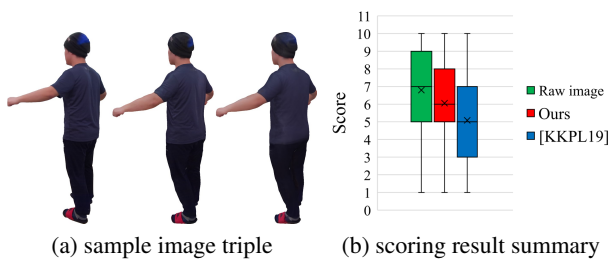 11
10
9
8
7
6
5
4
3
2
1
0
Score
Raw image
Ours
[KKPL19]
(a) sample image triple
(b) scoring result summary